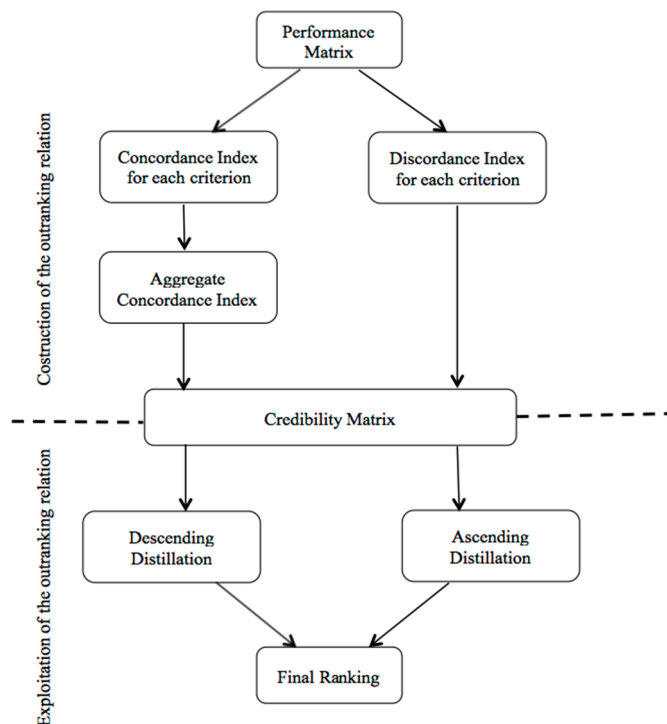 Performance
Matrix
Concordance Index
for each criterion
Discordance Index
for each criterion
Aggregate
Concordance Index
Costruction of the outranking relation
Credibility Matrix
Descending
Distillation
Ascending
Distillation
Final Ranking
Exploitation of the outranking relation